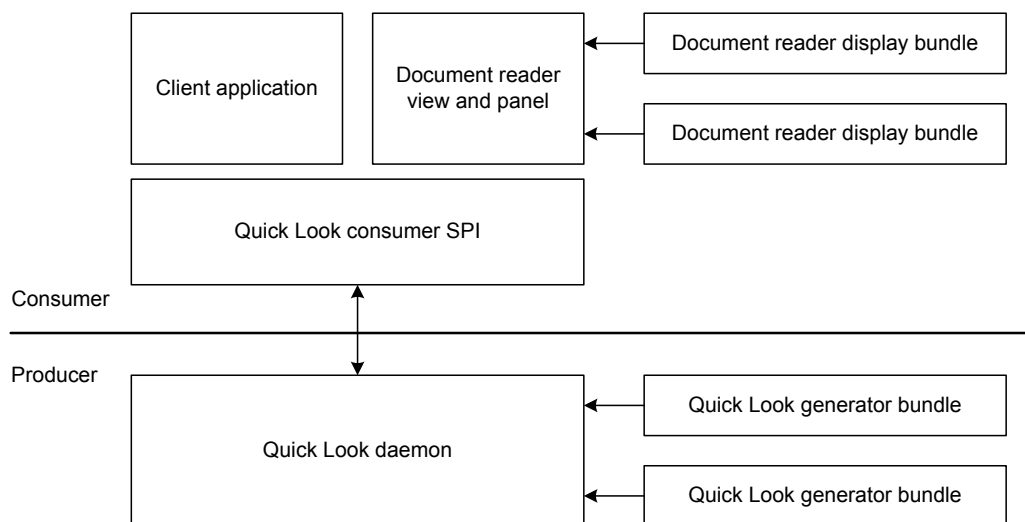 Client application
Document reader
view and panel
Document reader display bundle
Document reader display bundle
Quick Look consumer SPI
Consumer
Producer
Quick Look daemon
Quick Look generator bundle
Quick Look generator bundle